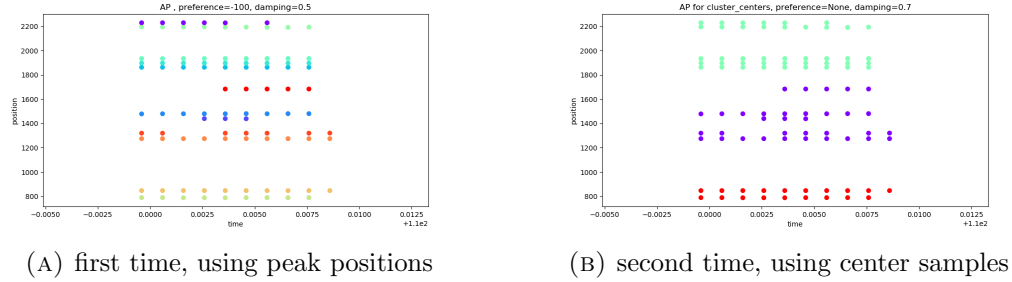 AP , preference=-100, damping=0.5
2200
2000
1800
1600
1400
1200
1000
800
position
−0.0050 −0.0025 0.0000 0.0025 0.0050 0.0075 0.0100 0.0125
time
+1.1e2
(A) first time, using peak positions
AP for cluster_centers, preference=None, damping=0.7
2200
2000
1800
1600
1400
1200
1000
800
position
−0.0050 −0.0025 0.0000 0.0025 0.0050 0.0075 0.0100 0.0125
time
+1.1e2
(B) second time, using center samples